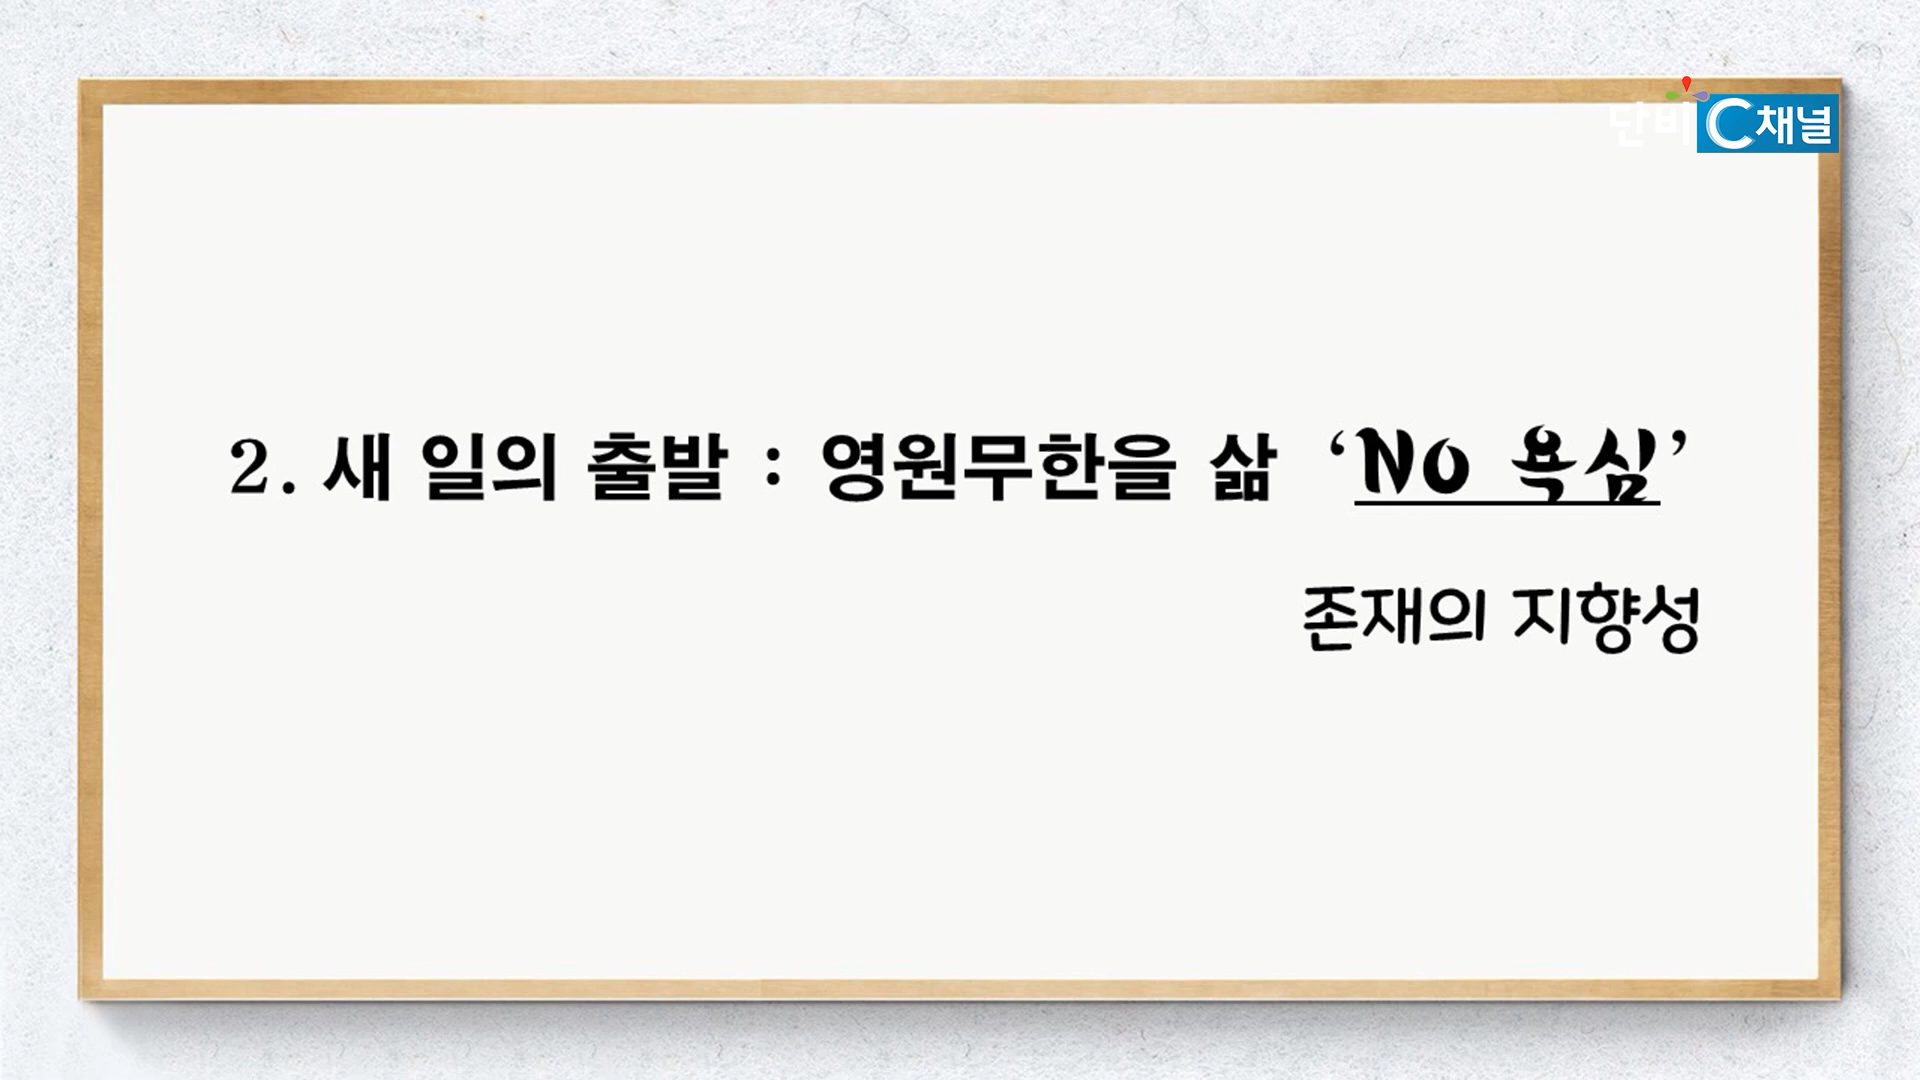 단비 C채널
2. 새 일의 출발 : 영원무한을 삶 ‘NO 욕심’
존재의 지향성